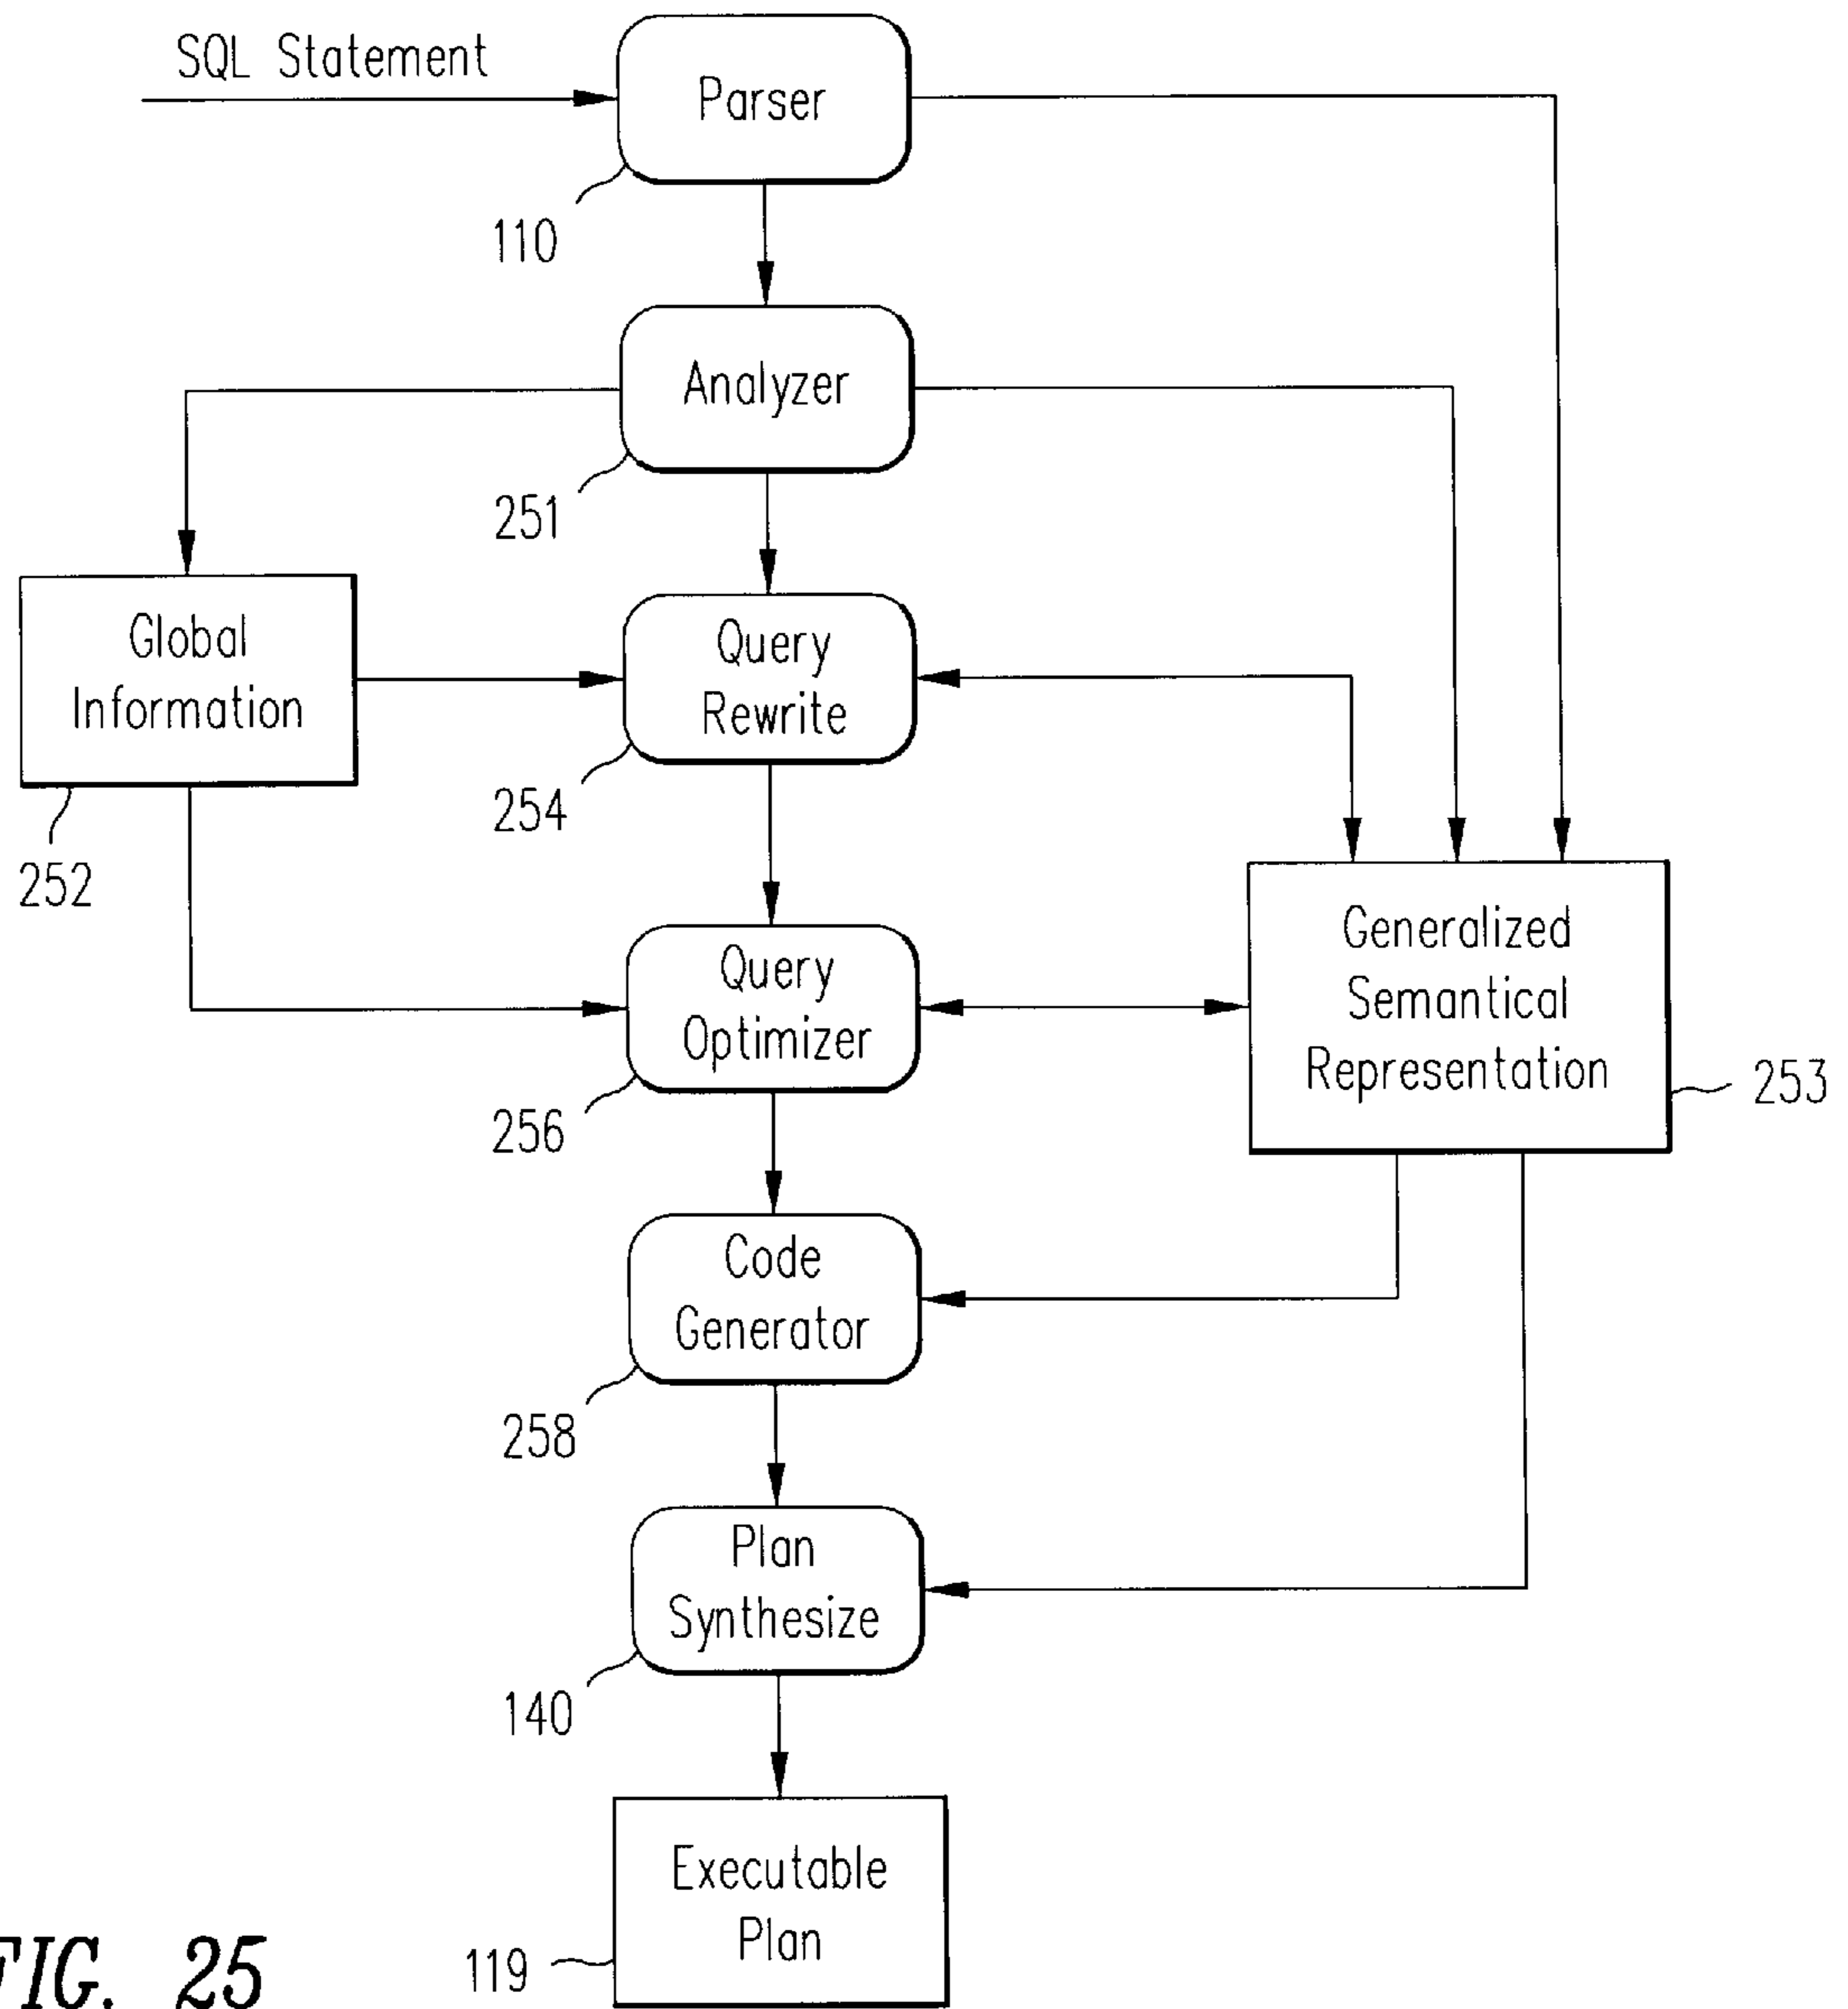 SQL Statement
Parser
110
Analyzer
251
Global
Information
252
Query
Rewrite
254
Query
Optimizer
256
Generalized
Semantical
Representation
253
Code
Generator
258
Plan
Synthesize
140
Executable
Plan
119
FIG. 25